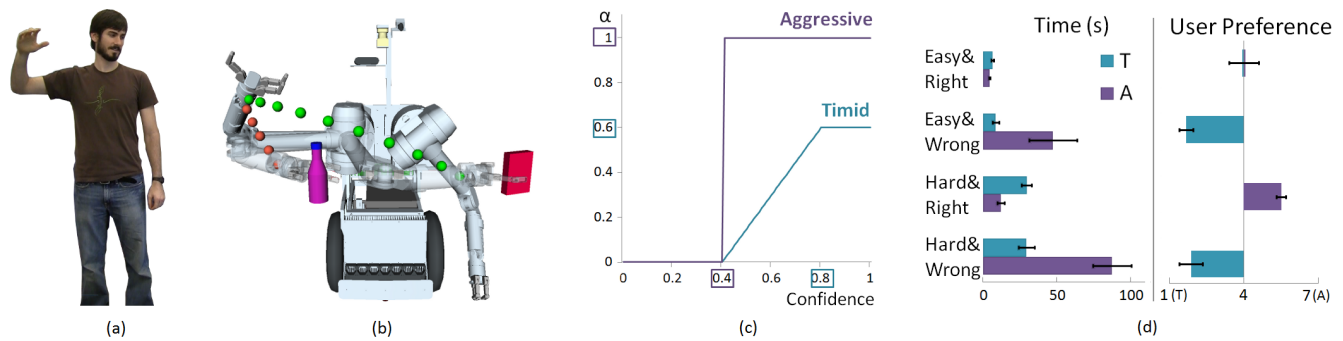 α
Aggressive
1
0.8
Timid
0.6
0.4
0.2
0
0 0.2 0.4 0.6 0.8 1
Confidence
Time (s)
User Preference
T
A
Easy&
Right
Easy&
Wrong
Hard&
Right
Hard&
Wrong
0 50 100
1 (T) 4 7 (A)
(a) (b) (c) (d)